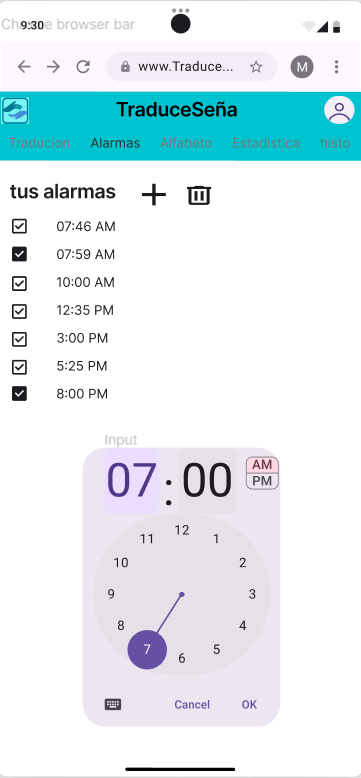 Chrome browser bar
9:30
www.Traduce...
M
TraduceSeña
Traducion Alarmas Alfabeto Estadistica histo
tus alarmas
07:46 AM
07:59 AM
10:00 AM
12:35 PM
3:00 PM
5:25 PM
8:00 PM
Input
07:00
AM
PM
12
11 1
10 2
9 3
8 4
7 5
6
Cancel OK